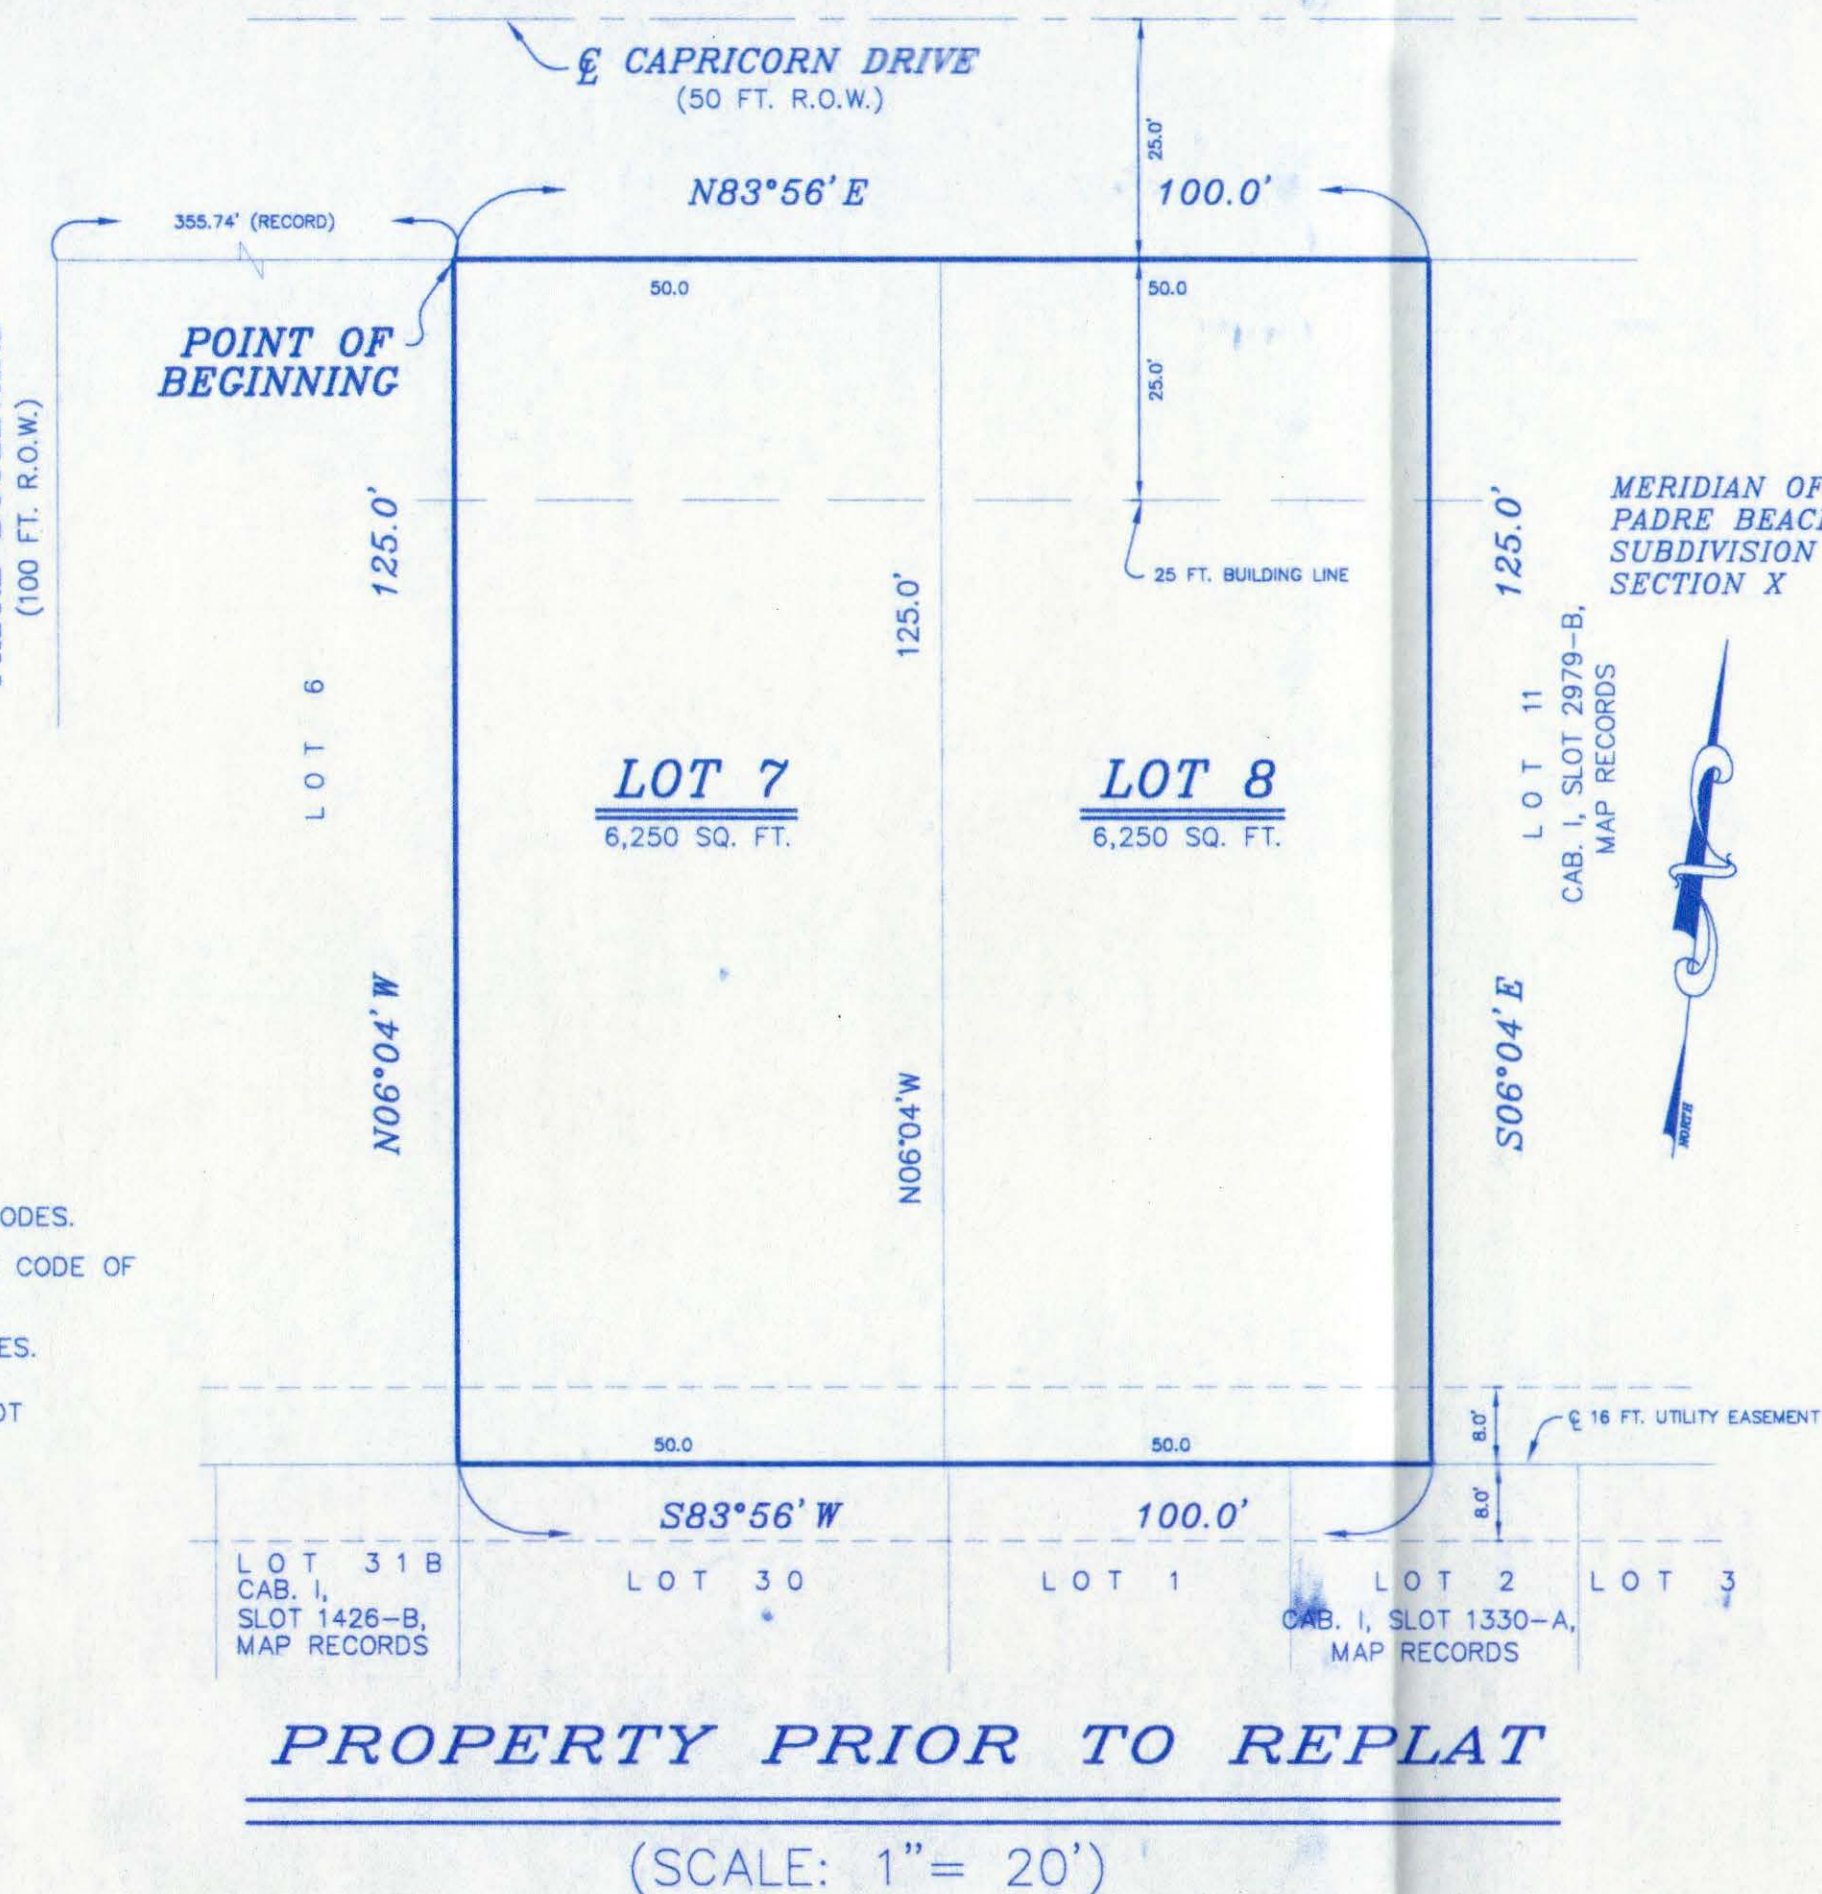 ℄ CAPRICORN DRIVE
(50 FT. R.O.W.)
25.0'
N83°56'E 100.0'
355.74' (RECORD)
50.0 50.0
POINT OF
BEGINNING
25.0'
(100 FT. R.O.W.)
125.0'
125.0'
MERIDIAN OF
PADRE
SUBDIVISION
SECTION X
25 FT. BUILDING LINE
125.0'
LOT 6
LOT 11
CAB. I, SLOT 2979-B,
MAP RECORDS
LOT 7
6,250 SQ. FT.
LOT 8
6,250 SQ. FT.
N06°04'W
N06°04'W
S06°04'E
NORTH
CODE OF
50.0 50.0
8.0'
℄ 16 FT. UTILITY EASEMENT
8.0'
S83°56'W 100.0'
LOT 31B
CAB. I,
SLOT 1426-B,
MAP RECORDS
LOT 30
LOT 1
LOT 2
CAB. I, SLOT 1330-A,
MAP RECORDS
LOT 3
PROPERTY PRIOR TO REPLAT
(SCALE: 1"= 20')